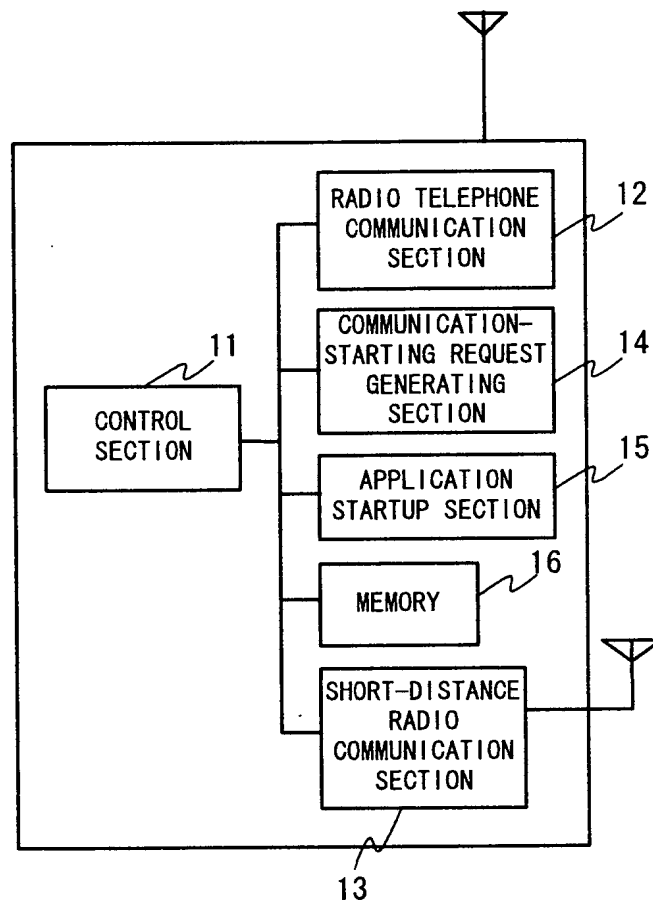 RADIO TELEPHONE
COMMUNICATION
SECTION
12
COMMUNICATION-
STARTING REQUEST
GENERATING
SECTION
14
11
CONTROL
SECTION
APPLICATION
STARTUP SECTION
15
MEMORY
16
SHORT-DISTANCE
RADIO
COMMUNICATION
SECTION
13